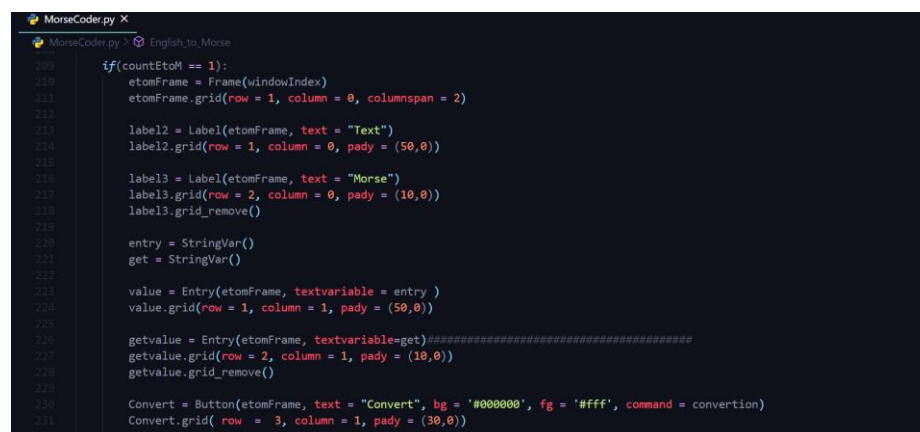 MorseCoder.py X
MorseCoder.py > English_to_Morse
209 if(countEtoM == 1):
210 etomFrame = Frame(windowIndex)
211 etomFrame.grid(row = 1, column = 0, columnspan = 2)
212
213 label2 = Label(etomFrame, text = "Text")
214 label2.grid(row = 1, column = 0, pady = (50,0))
215
216 label3 = Label(etomFrame, text = "Morse")
217 label3.grid(row = 2, column = 0, pady = (10,0))
218 label3.grid_remove()
219
220 entry = StringVar()
221 get = StringVar()
222
223 value = Entry(etomFrame, textvariable = entry )
224 value.grid(row = 1, column = 1, pady = (50,0))
225
226 getvalue = Entry(etomFrame, textvariable=get)########################################
227 getvalue.grid(row = 2, column = 1, pady = (10,0))
228 getvalue.grid_remove()
229
230 Convert = Button(etomFrame, text = "Convert", bg = '#000000', fg = '#fff', command = convertion)
231 Convert.grid( row = 3, column = 1, pady = (30,0))